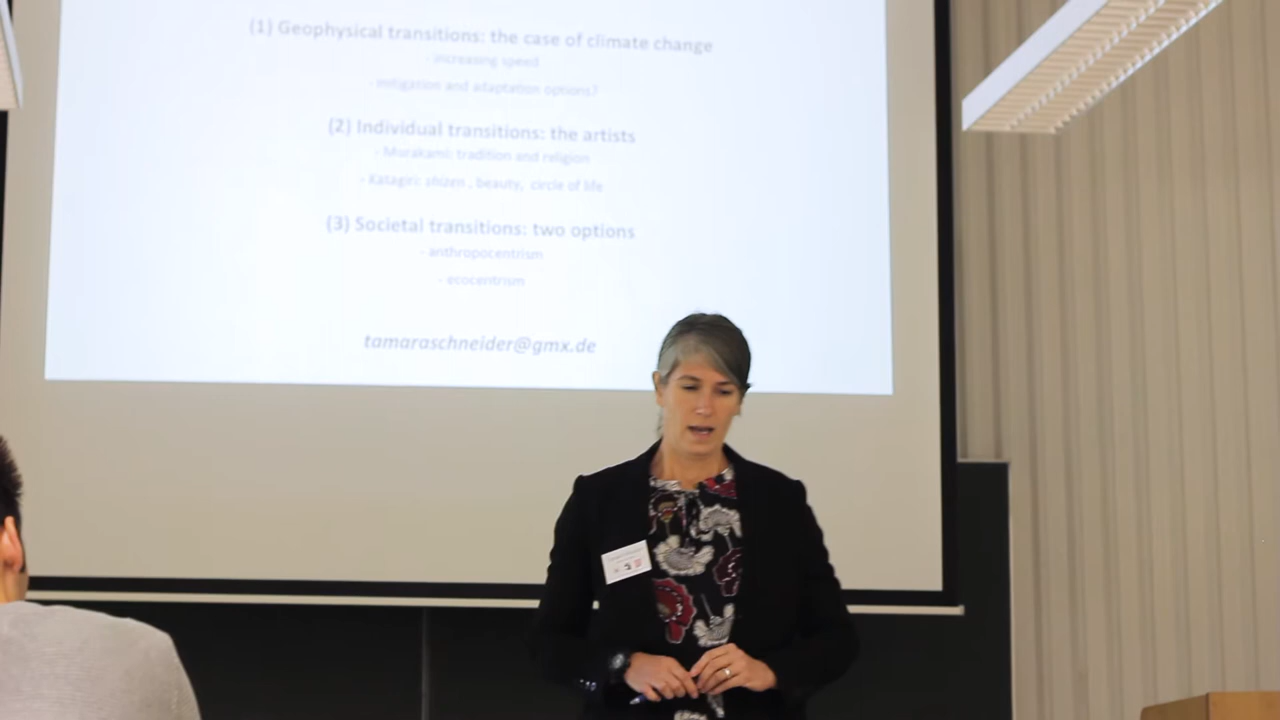 (1) Geophysical transitions: the case of climate change
- increasing speed
- mitigation and adaptation options?
(2) Individual transitions: the artists
- Murakami: tradition and religion
- Katagiri: shizen , beauty, circle of life
(3) Societal transitions: two options
- anthropocentrism
- ecocentrism
tamaraschneider@gmx.de